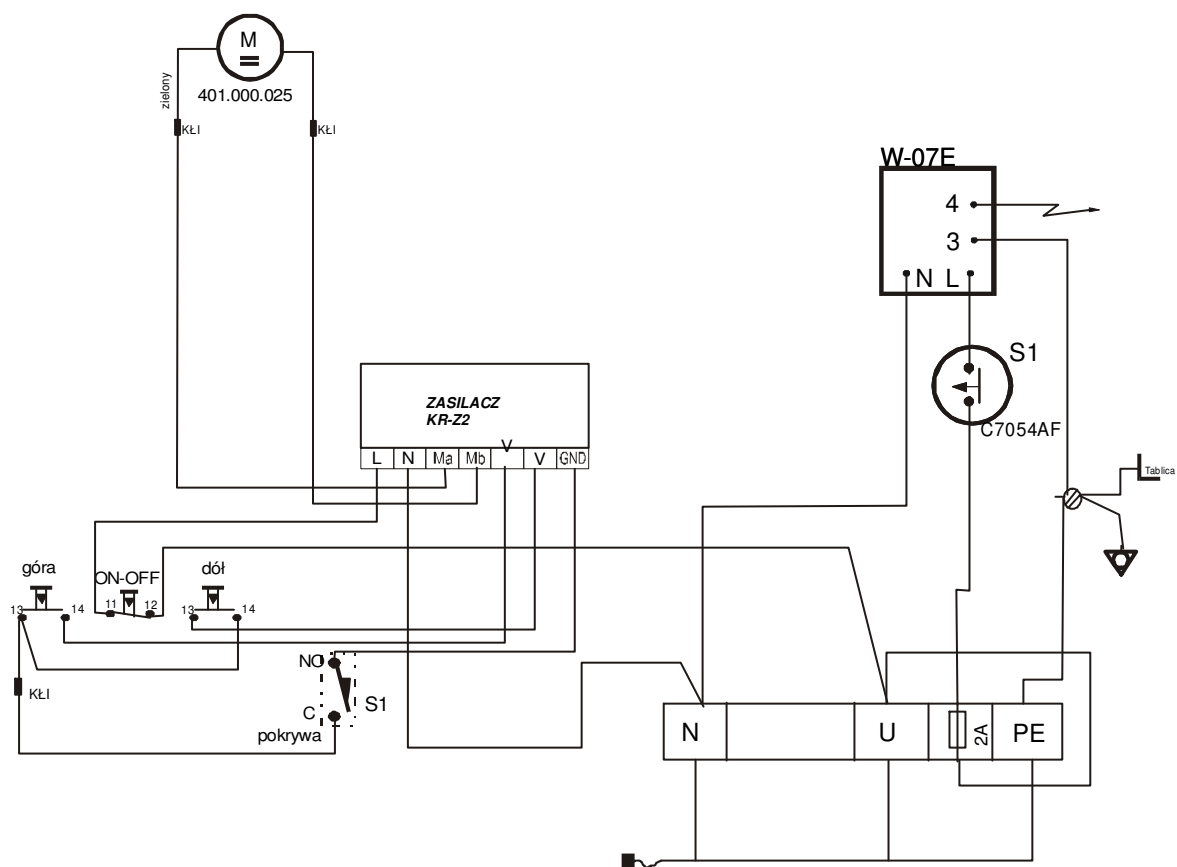 M
401.000.025
zielony
KŁI
KŁI
W-07E
4
3
N L
S1
C7054AF
ZASILACZ
KR-Z2
L N Ma Mb V V GND
Tablica
góra
ON-OFF
dół
13 14 11 12 13 14
KŁI
NO
C
S1
pokrywa
N U 2A PE